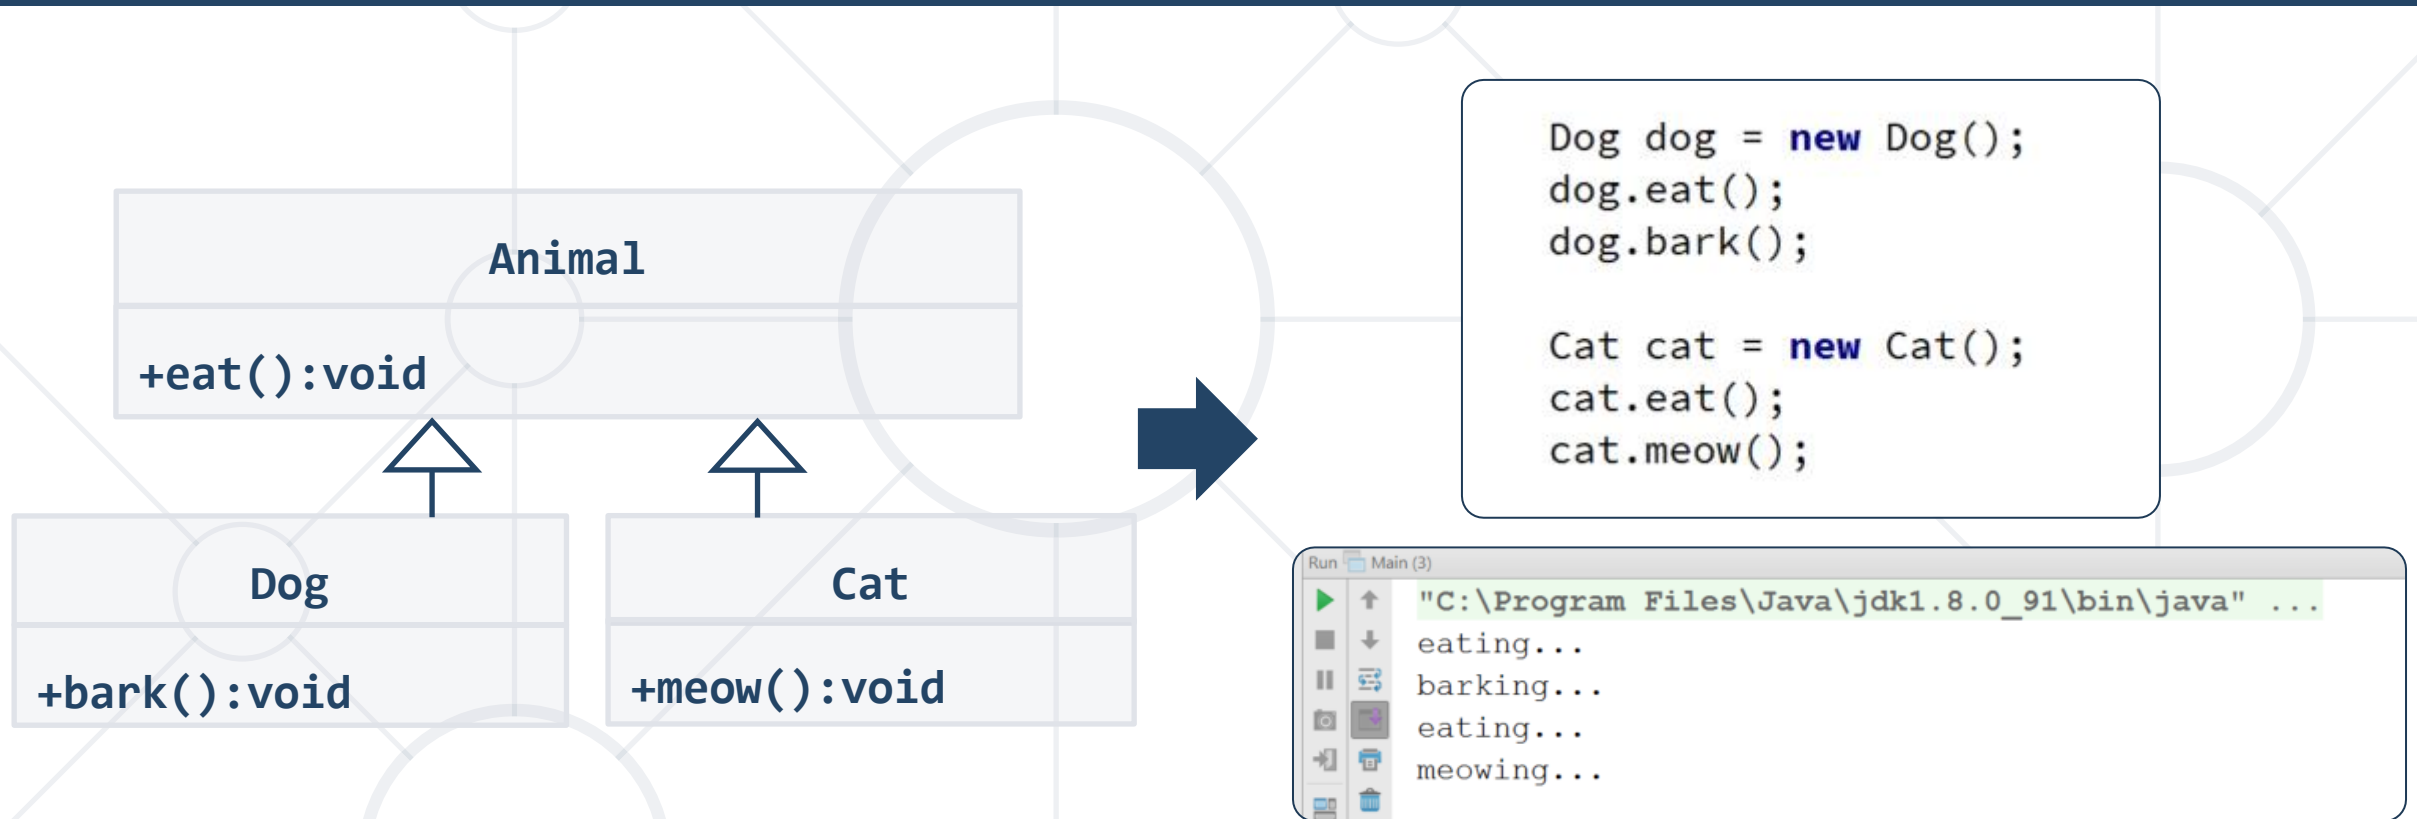 Animal
+eat():void
Dog
+bark():void
Cat
+meow():void
Dog dog = new Dog();
dog.eat();
dog.bark();
Cat cat = new Cat();
cat.eat();
cat.meow();
Run Main (3)
"C:\Program Files\Java\jdk1.8.0_91\bin\java" ...
eating...
barking...
eating...
meowing...